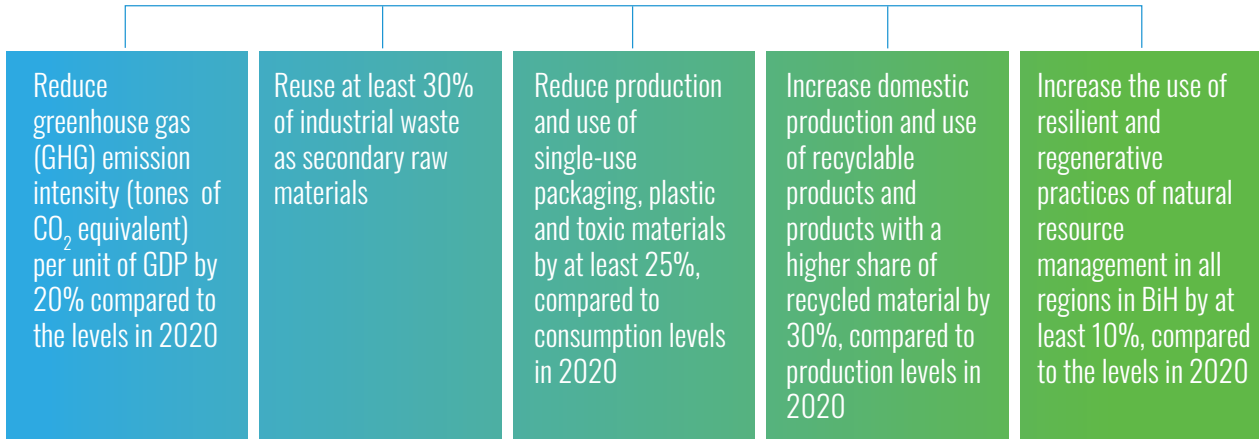 Reduce
greenhouse gas
(GHG) emission
intensity (tones of
CO₂ equivalent)
per unit of GDP by
20% compared to
the levels in 2020
Reuse at least 30%
of industrial waste
as secondary raw
materials
Reduce production
and use of
single-use
packaging, plastic
and toxic materials
by at least 25%,
compared to
consumption levels
in 2020
Increase domestic
production and use
of recyclable
products and
products with a
higher share of
recycled material by
30%, compared to
production levels in
2020
Increase the use of
resilient and
regenerative
practices of natural
resource
management in all
regions in BiH by at
least 10%, compared
to the levels in 2020